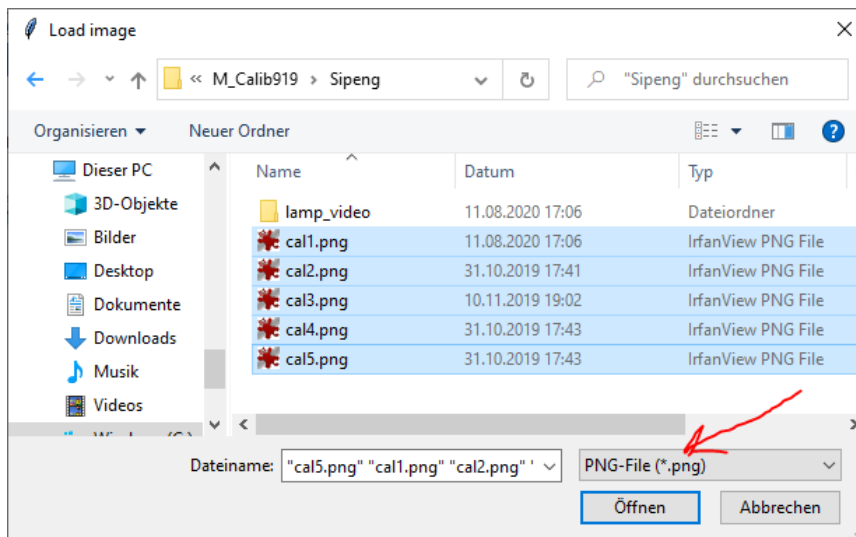 Load image
« M_Calib919 › Sipeng
"Sipeng" durchsuchen
Organisieren
Neuer Ordner
Dieser PC
3D-Objekte
Bilder
Desktop
Dokumente
Downloads
Musik
Videos
Name Datum Typ
lamp_video 11.08.2020 17:06 Dateiordner
cal1.png 11.08.2020 17:06 IrfanView PNG File
cal2.png 31.10.2019 17:41 IrfanView PNG File
cal3.png 10.11.2019 19:02 IrfanView PNG File
cal4.png 31.10.2019 17:43 IrfanView PNG File
cal5.png 31.10.2019 17:43 IrfanView PNG File
Dateiname: "cal5.png" "cal1.png" "cal2.png" '
PNG-File (*.png)
Öffnen
Abbrechen